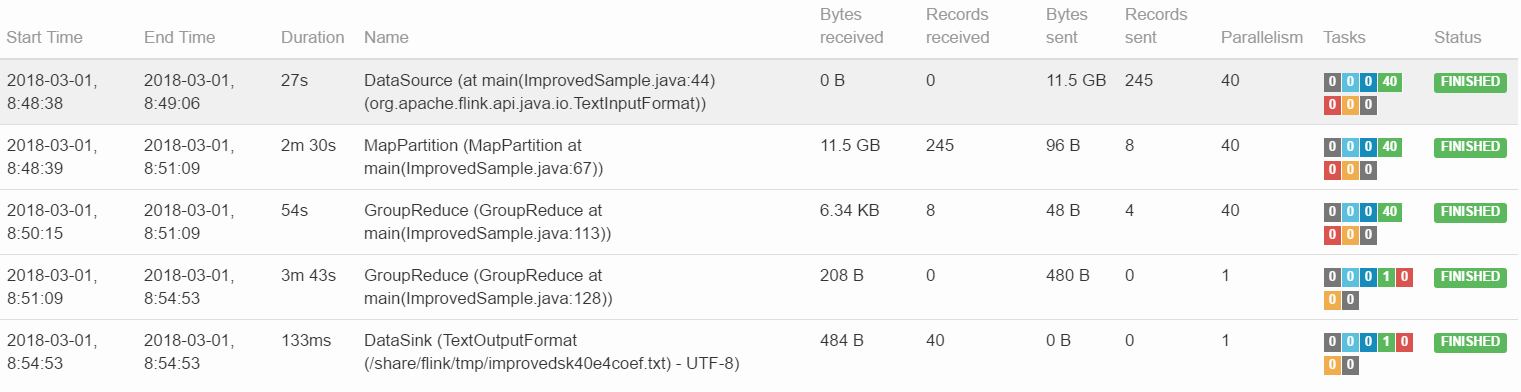 Start Time End Time Duration Name Bytes received Records received Bytes sent Records sent Parallelism Tasks Status
2018-03-01, 8:48:38 2018-03-01, 8:49:06 27s DataSource (at main(ImprovedSample.java:44) (org.apache.flink.api.java.io.TextInputFormat)) 0 B 0 11.5 GB 245 40 0 0 0 40 0 0 0 FINISHED
2018-03-01, 8:48:39 2018-03-01, 8:51:09 2m 30s MapPartition (MapPartition at main(ImprovedSample.java:67)) 11.5 GB 245 96 B 8 40 0 0 0 40 0 0 0 FINISHED
2018-03-01, 8:50:15 2018-03-01, 8:51:09 54s GroupReduce (GroupReduce at main(ImprovedSample.java:113)) 6.34 KB 8 48 B 4 40 0 0 0 40 0 0 0 FINISHED
2018-03-01, 8:51:09 2018-03-01, 8:54:53 3m 43s GroupReduce (GroupReduce at main(ImprovedSample.java:128)) 208 B 0 480 B 0 1 0 0 0 1 0 0 0 FINISHED
2018-03-01, 8:54:53 2018-03-01, 8:54:53 133ms DataSink (TextOutputFormat (/share/flink/tmp/improvedsk40e4coef.txt) - UTF-8) 484 B 40 0 B 0 1 0 0 0 1 0 0 0 FINISHED